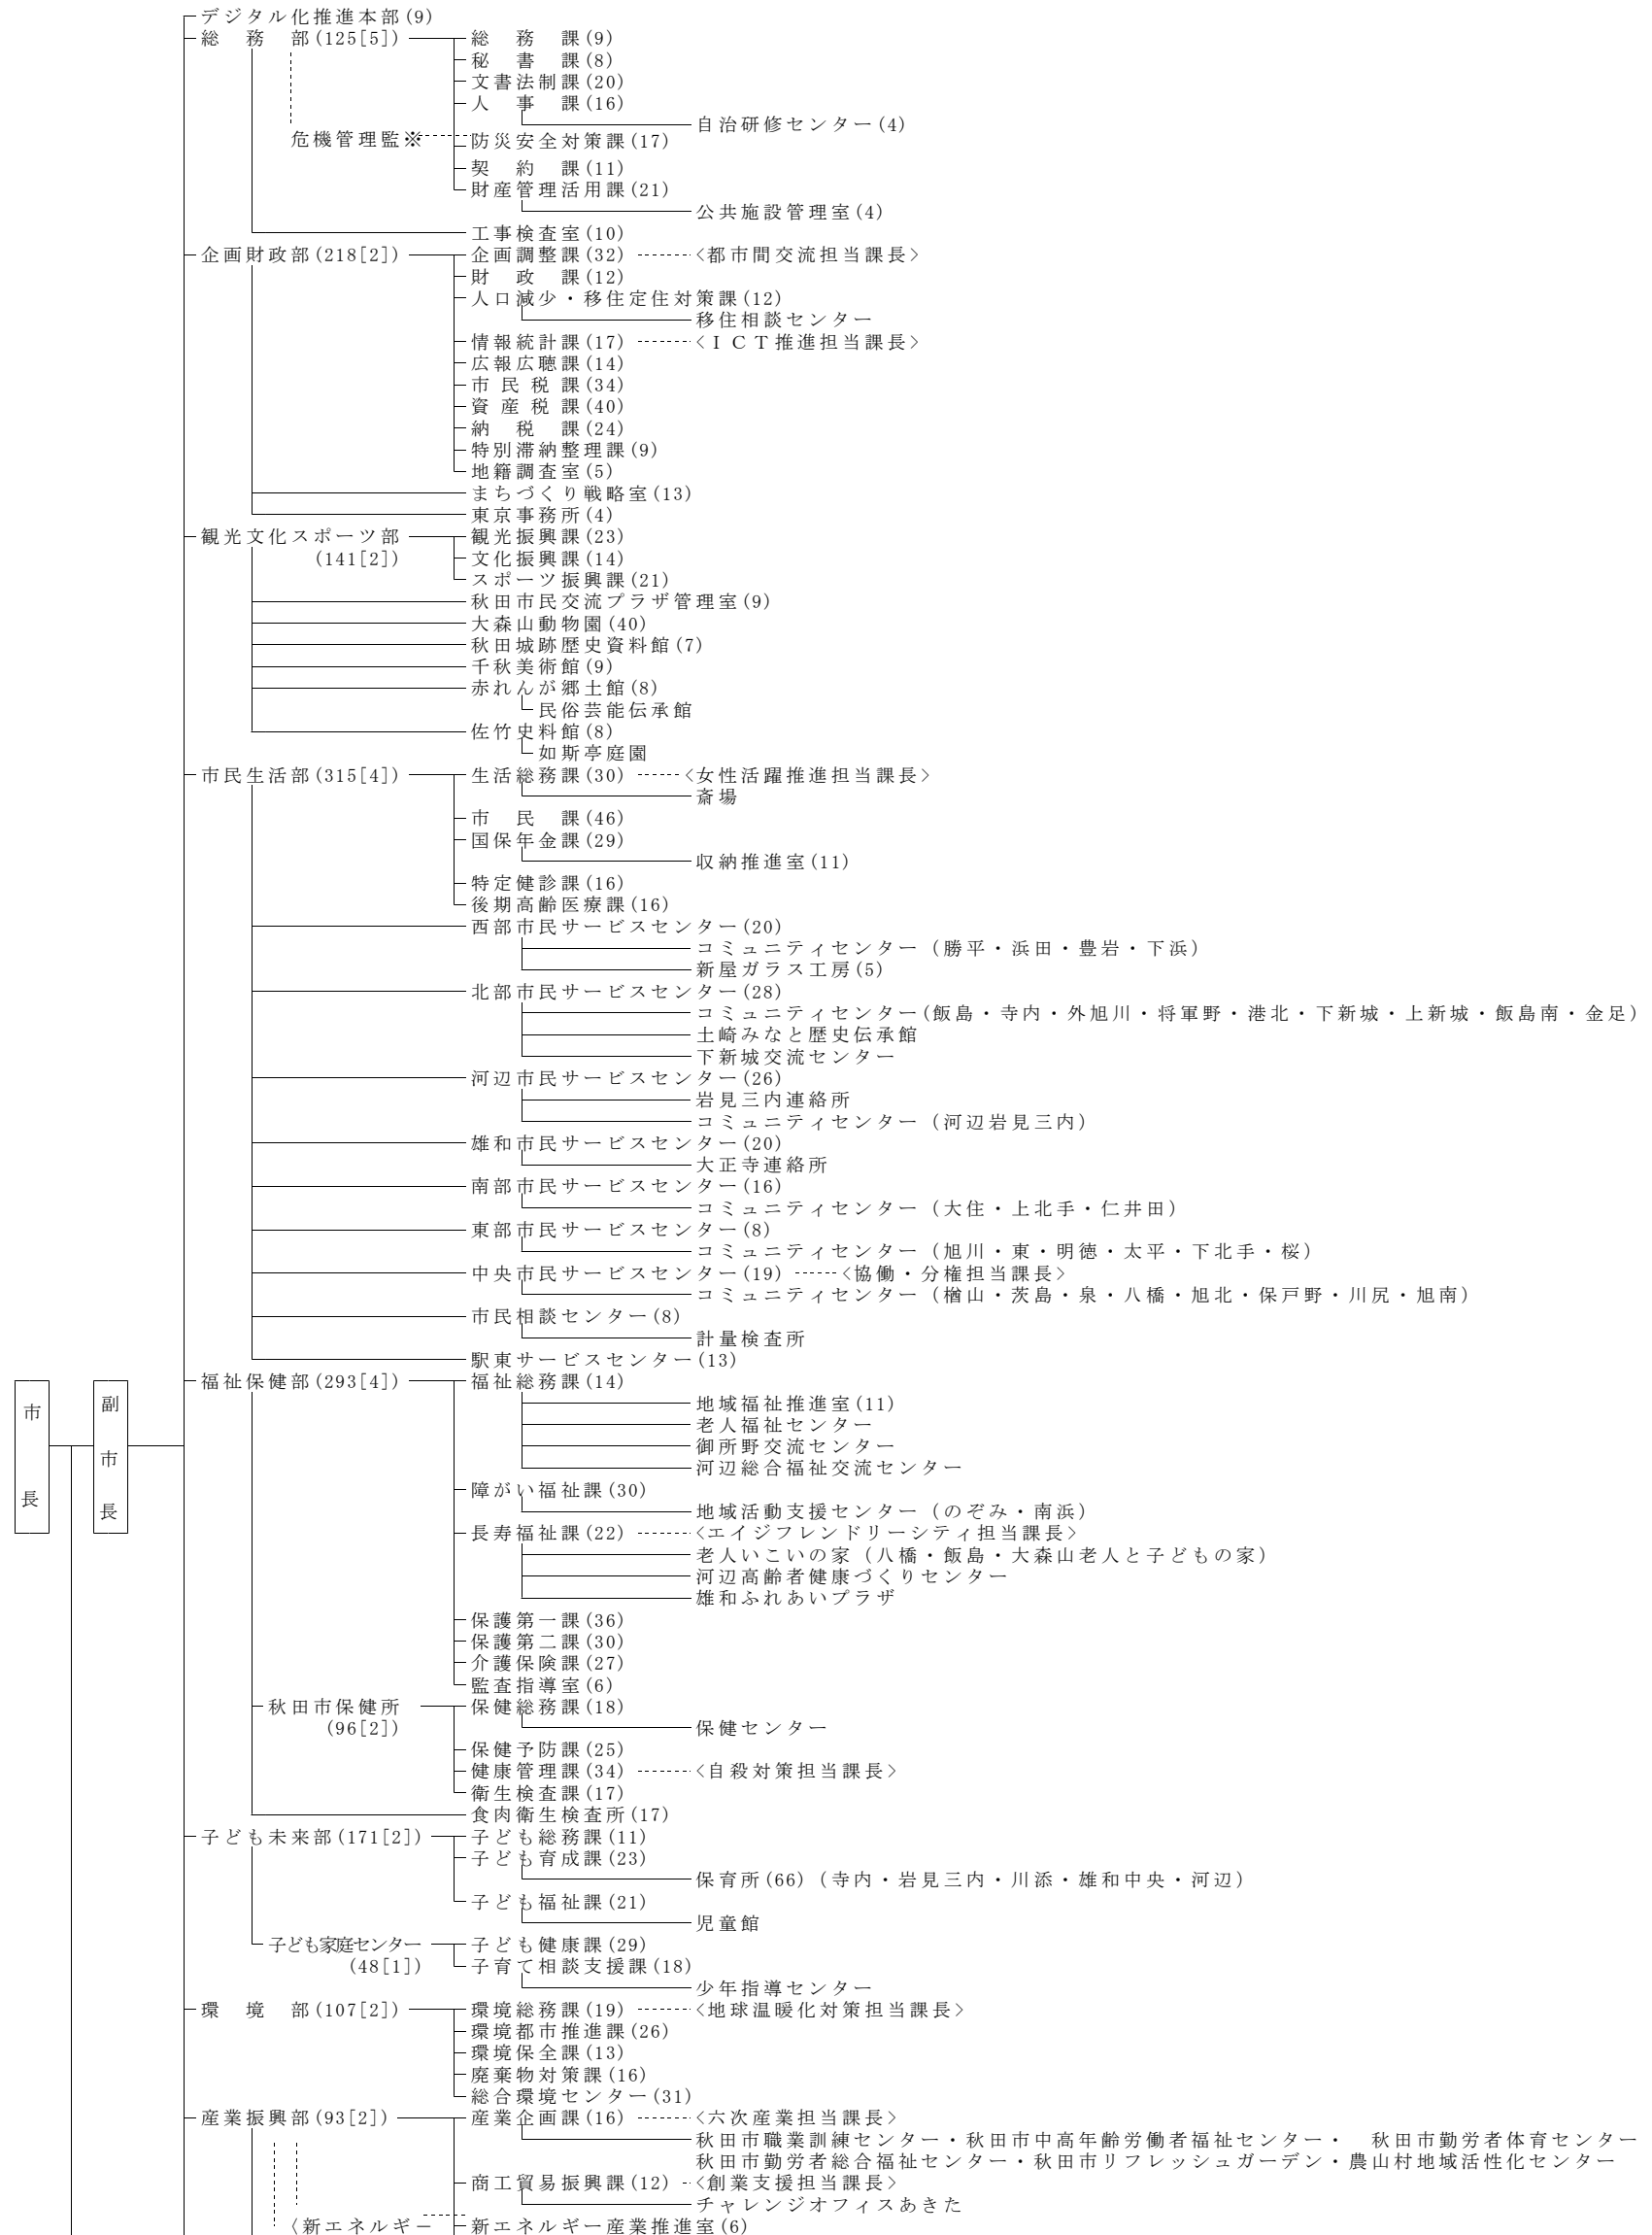 デジタル化推進本部(9)
総　務　部(125[5])　総　務　課(9)
秘　書　課(8)
文書法制課(20)
人　事　課(16)
自治研修センター(4)
危機管理監※　防災安全対策課(17)
契　約　課(11)
財産管理活用課(21)
公共施設管理室(4)
工事検査室(10)
企画財政部(218[2])　企画調整課(32)　〈都市間交流担当課長〉
財　政　課(12)
人口減少・移住定住対策課(12)
移住相談センター
情報統計課(17)　〈ＩＣＴ推進担当課長〉
広報広聴課(14)
市 民 税 課(34)
資 産 税 課(40)
納　税　課(24)
特別滞納整理課(9)
地籍調査室(5)
まちづくり戦略室(13)
東京事務所(4)
観光文化スポーツ部　観光振興課(23)
(141[2])　文化振興課(14)
スポーツ振興課(21)
秋田市民交流プラザ管理室(9)
大森山動物園(40)
秋田城跡歴史資料館(7)
千秋美術館(9)
赤れんが郷土館(8)
民俗芸能伝承館
佐竹史料館(8)
如斯亭庭園
市民生活部(315[4])　生活総務課(30)　〈女性活躍推進担当課長〉
斎場
市　民　課(46)
国保年金課(29)
収納推進室(11)
特定健診課(16)
後期高齢医療課(16)
西部市民サービスセンター(20)
コミュニティセンター（勝平・浜田・豊岩・下浜）
新屋ガラス工房(5)
北部市民サービスセンター(28)
コミュニティセンター(飯島・寺内・外旭川・将軍野・港北・下新城・上新城・飯島南・金足)
土崎みなと歴史伝承館
下新城交流センター
河辺市民サービスセンター(26)
岩見三内連絡所
コミュニティセンター（河辺岩見三内）
雄和市民サービスセンター(20)
大正寺連絡所
南部市民サービスセンター(16)
コミュニティセンター（大住・上北手・仁井田）
東部市民サービスセンター(8)
コミュニティセンター（旭川・東・明徳・太平・下北手・桜）
中央市民サービスセンター(19)　〈協働・分権担当課長〉
コミュニティセンター（楢山・茨島・泉・八橋・旭北・保戸野・川尻・旭南）
市民相談センター(8)
計量検査所
駅東サービスセンター(13)
市長　副市長
福祉保健部(293[4])　福祉総務課(14)
地域福祉推進室(11)
老人福祉センター
御所野交流センター
河辺総合福祉交流センター
障がい福祉課(30)
地域活動支援センター（のぞみ・南浜）
長寿福祉課(22)　〈エイジフレンドリーシティ担当課長〉
老人いこいの家（八橋・飯島・大森山老人と子どもの家）
河辺高齢者健康づくりセンター
雄和ふれあいプラザ
保護第一課(36)
保護第二課(30)
介護保険課(27)
監査指導室(6)
秋田市保健所　保健総務課(18)
(96[2])　保健センター
保健予防課(25)
健康管理課(34)　〈自殺対策担当課長〉
衛生検査課(17)
食肉衛生検査所(17)
子ども未来部(171[2])　子ども総務課(11)
子ども育成課(23)
保育所(66)（寺内・岩見三内・川添・雄和中央・河辺）
子ども福祉課(21)
児童館
子ども家庭センター　子ども健康課(29)
(48[1])　子育て相談支援課(18)
少年指導センター
環　境　部(107[2])　環境総務課(19)　〈地球温暖化対策担当課長〉
環境都市推進課(26)
環境保全課(13)
廃棄物対策課(16)
総合環境センター(31)
産業振興部(93[2])　産業企画課(16)　〈六次産業担当課長〉
秋田市職業訓練センター・秋田市中高年齢労働者福祉センター・　秋田市勤労者体育センター
秋田市勤労者総合福祉センター・秋田市リフレッシュガーデン・農山村地域活性化センター
商工貿易振興課(12)　〈創業支援担当課長〉
チャレンジオフィスあきた
〈新エネルギ－　新エネルギー産業推進室(6)